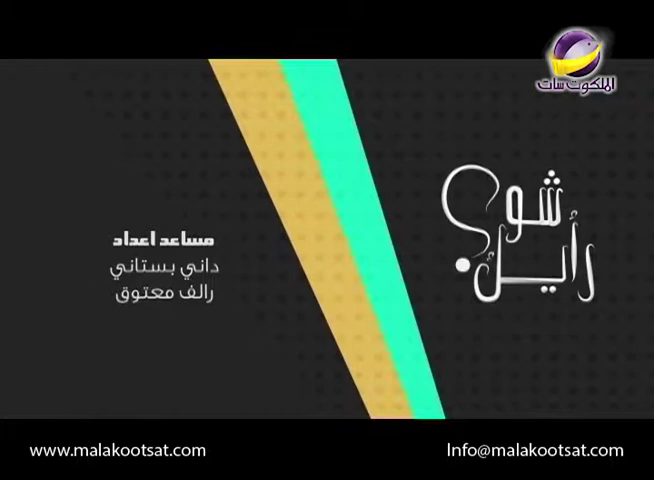 الملكوت سات
شو
رأيك؟
مساعد اعداد
داني بستاني
رالف معتوق
www.malakootsat.com
Info@malakootsat.com